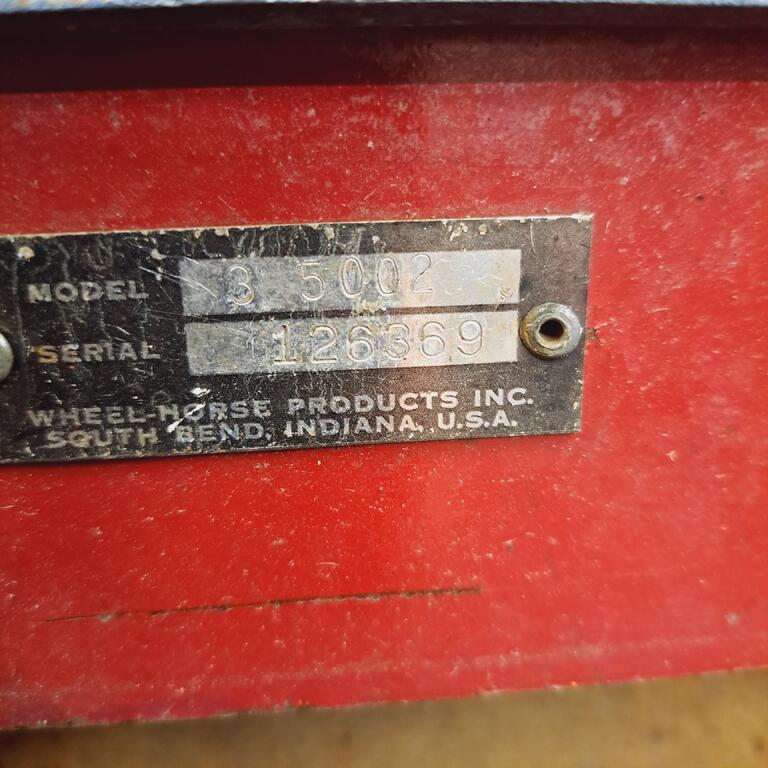 MODEL 3 5002
SERIAL 126369
WHEEL-HORSE PRODUCTS INC.
SOUTH BEND, INDIANA, U.S.A.